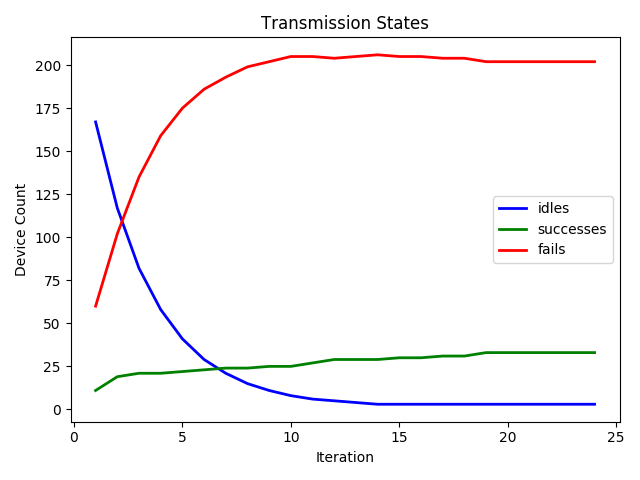 Transmission States
Device Count
200
175
150
125
100
75
50
25
0
idles
successes
fails
0 5 10 15 20 25
Iteration